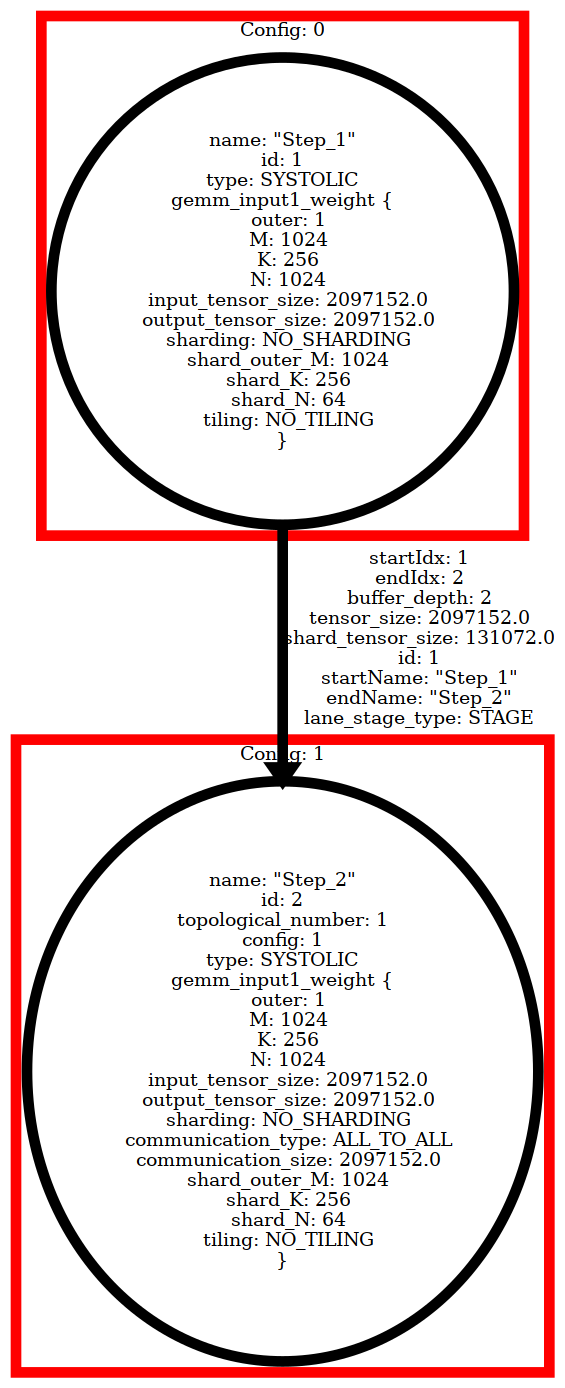 Config: 0
name: "Step_1"
id: 1
type: SYSTOLIC
gemm_input1_weight {
outer: 1
M: 1024
K: 256
N: 1024
input_tensor_size: 2097152.0
output_tensor_size: 2097152.0
sharding: NO_SHARDING
shard_outer_M: 1024
shard_K: 256
shard_N: 64
tiling: NO_TILING
}
startIdx: 1
endIdx: 2
buffer_depth: 2
tensor_size: 2097152.0
shard_tensor_size: 131072.0
id: 1
startName: "Step_1"
endName: "Step_2"
lane_stage_type: STAGE
Config: 1
name: "Step_2"
id: 2
topological_number: 1
config: 1
type: SYSTOLIC
gemm_input1_weight {
outer: 1
M: 1024
K: 256
N: 1024
input_tensor_size: 2097152.0
output_tensor_size: 2097152.0
sharding: NO_SHARDING
communication_type: ALL_TO_ALL
communication_size: 2097152.0
shard_outer_M: 1024
shard_K: 256
shard_N: 64
tiling: NO_TILING
}